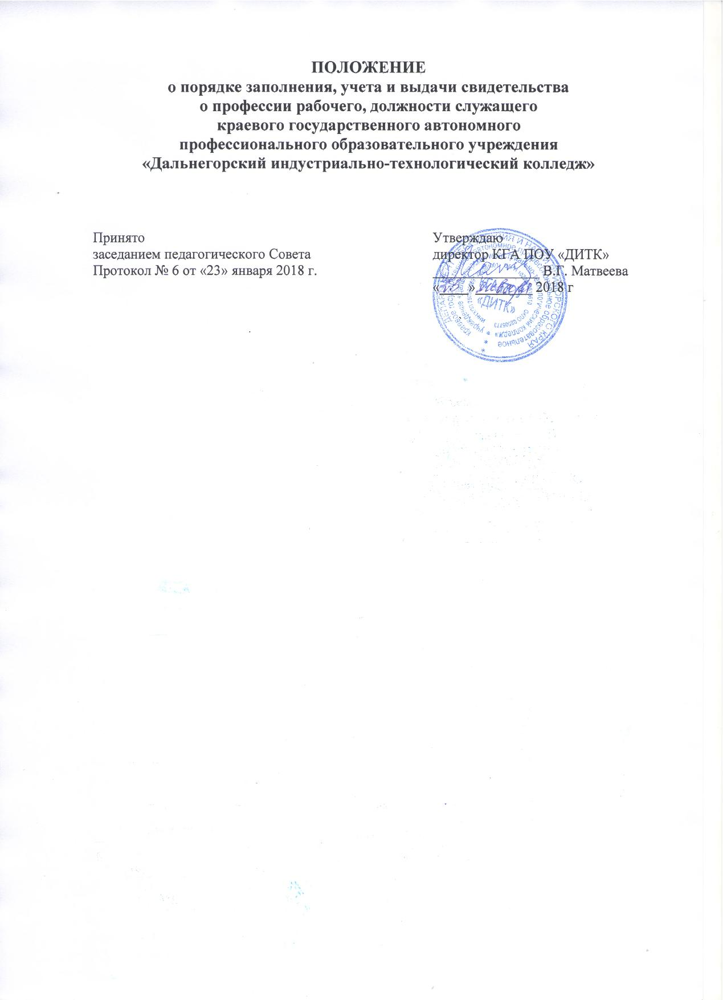 ПОЛОЖЕНИЕ
о порядке заполнения, учета и выдачи свидетельства
о профессии рабочего, должности служащего
краевого государственного автономного
профессионального образовательного учреждения
«Дальнегорский индустриально-технологический колледж»
Принято
заседанием педагогического Совета
Протокол № 6 от «23» января 2018 г.
Утверждаю
директор КГА ПОУ «ДИТК»
В.Г. Матвеева
«23» января 2018 г
«ДИТК»